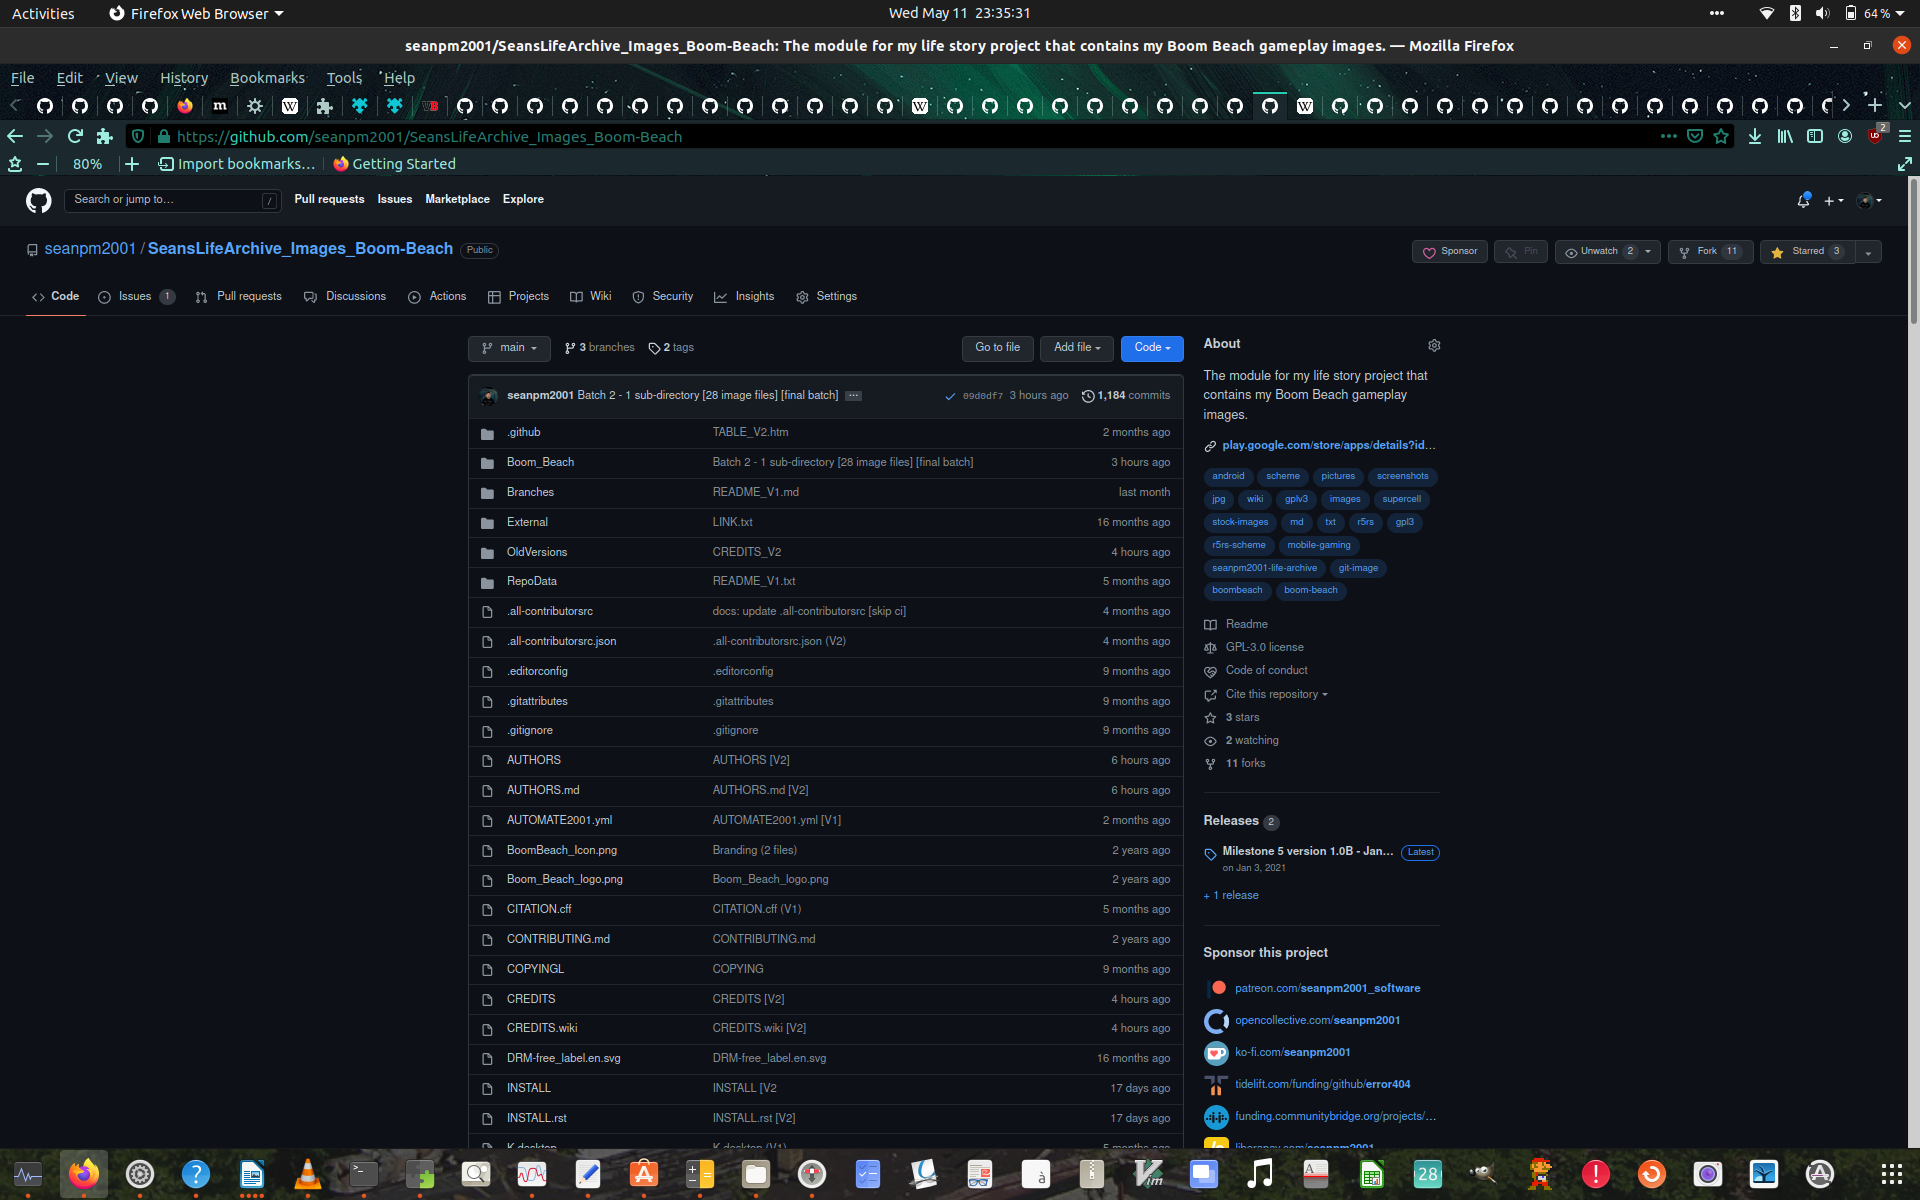 Activities
Firefox Web Browser
Wed May 11 23:35:31
64 %
seanpm2001/SeansLifeArchive_Images_Boom-Beach: The module for my life story project that contains my Boom Beach gameplay images. — Mozilla Firefox
File Edit View History Bookmarks Tools Help
https://github.com/seanpm2001/SeansLifeArchive_Images_Boom-Beach
2
80% Import bookmarks… Getting Started
Search or jump to… /
Pull requests Issues Marketplace Explore
seanpm2001 / SeansLifeArchive_Images_Boom-Beach Public
Sponsor Pin Unwatch 2 Fork 11 Starred 3
Code Issues 1 Pull requests Discussions Actions Projects Wiki Security Insights Settings
main 3 branches 2 tags Go to file Add file Code
seanpm2001 Batch 2 - 1 sub-directory [28 image files] [final batch] ··· 09d0df7 3 hours ago 1,184 commits
.github TABLE_V2.htm 2 months ago
Boom_Beach Batch 2 - 1 sub-directory [28 image files] [final batch] 3 hours ago
Branches README_V1.md last month
External LINK.txt 16 months ago
OldVersions CREDITS_V2 4 hours ago
RepoData README_V1.txt 5 months ago
.all-contributorsrc docs: update .all-contributorsrc [skip ci] 4 months ago
.all-contributorsrc.json .all-contributorsrc.json (V2) 4 months ago
.editorconfig .editorconfig 9 months ago
.gitattributes .gitattributes 9 months ago
.gitignore .gitignore 9 months ago
AUTHORS AUTHORS [V2] 6 hours ago
AUTHORS.md AUTHORS.md [V2] 6 hours ago
AUTOMATE2001.yml AUTOMATE2001.yml [V1] 2 months ago
BoomBeach_Icon.png Branding (2 files) 2 years ago
Boom_Beach_logo.png Boom_Beach_logo.png 2 years ago
CITATION.cff CITATION.cff (V1) 5 months ago
CONTRIBUTING.md CONTRIBUTING.md 2 years ago
COPYINGL COPYING 9 months ago
CREDITS CREDITS [V2] 4 hours ago
CREDITS.wiki CREDITS.wiki [V2] 4 hours ago
DRM-free_label.en.svg DRM-free_label.en.svg 16 months ago
INSTALL INSTALL [V2 17 days ago
INSTALL.rst INSTALL.rst [V2] 17 days ago
About
The module for my life story project that
contains my Boom Beach gameplay
images.
play.google.com/store/apps/details?id…
android scheme pictures screenshots
jpg wiki gplv3 images supercell
stock-images md txt r5rs gpl3
r5rs-scheme mobile-gaming
seanpm2001-life-archive git-image
boombeach boom-beach
Readme
GPL-3.0 license
Code of conduct
Cite this repository
3 stars
2 watching
11 forks
Releases 2
Milestone 5 version 1.0B - Jan… Latest
on Jan 3, 2021
+ 1 release
Sponsor this project
patreon.com/seanpm2001_software
opencollective.com/seanpm2001
ko-fi.com/seanpm2001
tidelift.com/funding/github/error404
funding.communitybridge.org/projects/…
liberapay.com/seanpm2001
28